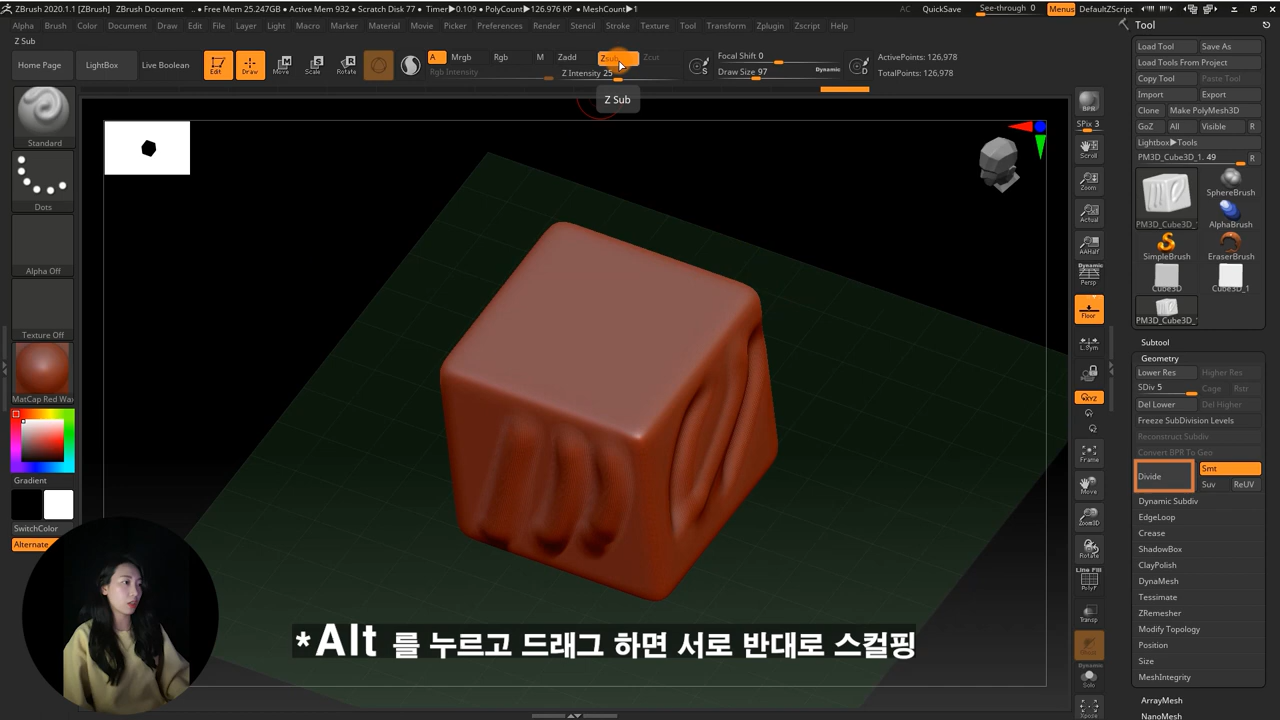 ZBrush 2020.1.1 [ZBrush] ZBrush Document
.. • Free Mem 25.247GB • Active Mem 932 • Scratch Disk 77 • Timer▶0.109 • PolyCount▶126.976 KP • MeshCount▶1
AC
QuickSave
See-through 0
Menus
DefaultZScript
Alpha
Brush
Color
Document
Draw
Edit
File
Layer
Light
Macro
Marker
Material
Movie
Picker
Preferences
Render
Stencil
Stroke
Texture
Tool
Transform
Zplugin
Zscript
Help
Z Sub
Home Page
LightBox
Live Boolean
Edit
Draw
Move
Scale
Rotate
A
Mrgb
Rgb
M
Zadd
Zsub
Zcut
Rgb Intensity
Z Intensity 25
S
Focal Shift 0
Draw Size 97
Dynamic
D
ActivePoints: 126,978
TotalPoints: 126,978
Z Sub
Standard
Dots
Alpha Off
Texture Off
MatCap Red Wax
Gradient
SwitchColor
Alternate
BPR
SPix 3
Scroll
Zoom
Actual
AAHalf
Dynamic
Persp
Floor
L.Sym
XYZ
Frame
Move
Zoom3D
Rotate
Line Fill
PolyF
Transp
Dynamic
Solo
Xpose
Tool
Load Tool
Save As
Load Tools From Project
Copy Tool
Paste Tool
Import
Export
Clone
Make PolyMesh3D
GoZ
All
Visible
R
Lightbox▶Tools
PM3D_Cube3D_1. 49
R
PM3D_Cube3D_
SphereBrush
AlphaBrush
SimpleBrush
EraserBrush
Cube3D
Cube3D_1
PM3D_Cube3D_
Subtool
Geometry
Lower Res
Higher Res
SDiv 5
Cage
Rstr
Del Lower
Del Higher
Freeze SubDivision Levels
Reconstruct Subdiv
Convert BPR To Geo
Divide
Smt
Suv
ReUV
Dynamic Subdiv
EdgeLoop
Crease
ShadowBox
ClayPolish
DynaMesh
Tessimate
ZRemesher
Modify Topology
Position
Size
MeshIntegrity
ArrayMesh
NanoMesh
*Alt 를 누르고 드래그 하면 서로 반대로 스컬핑